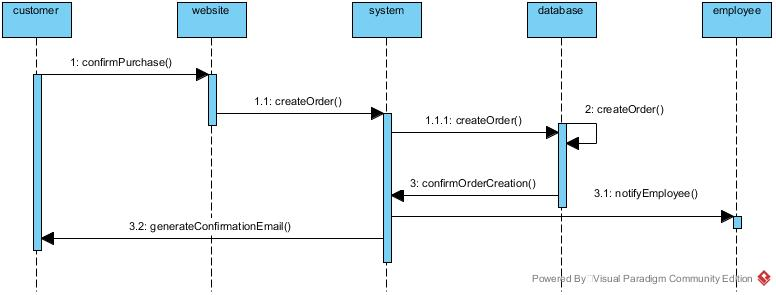 customer
website
system
database
employee
1: confirmPurchase()
1.1: createOrder()
2: createOrder()
1.1.1: createOrder()
3: confirmOrderCreation()
3.1: notifyEmployee()
3.2: generateConfirmationEmail()
Powered By Visual Paradigm Community Edition